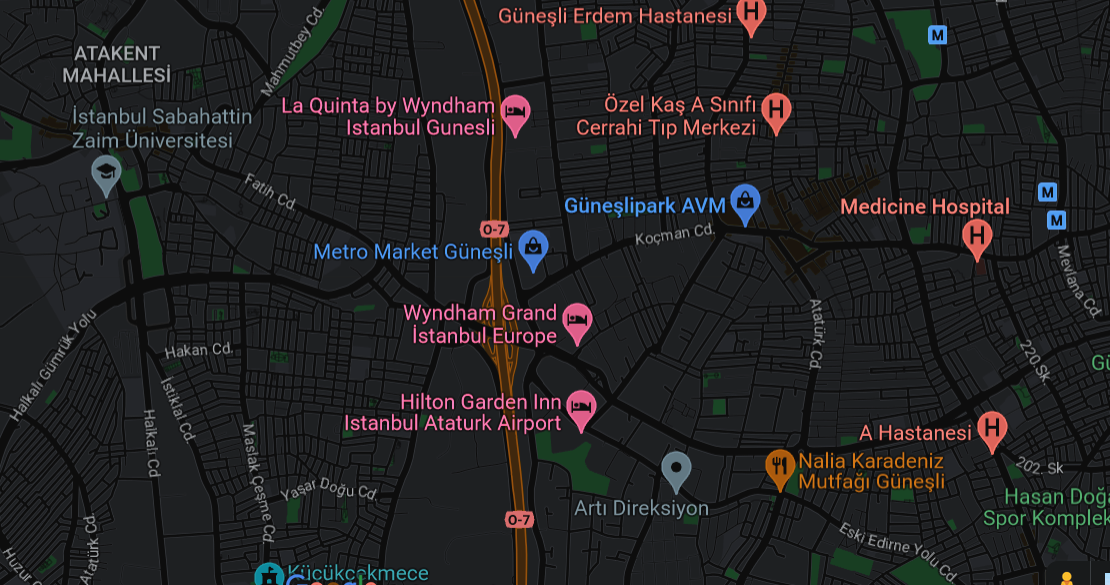 Güneşli Erdem Hastanesi
H
M
ATAKENT
MAHALLESİ
Mahmutbey Cd.
La Quinta by Wyndham
Istanbul Gunesli
Özel Kaş A Sınıfı
Cerrahi Tıp Merkezi
H
İstanbul Sabahattin
Zaim Üniversitesi
Fatih Cd.
Güneşlipark AVM
Medicine Hospital
H
M
M
O-7
Koçman Cd.
Metro Market Güneşli
Mevlana Cd.
Wyndham Grand
İstanbul Europe
Halkalı Gümrük Yolu
Hakan Cd.
Atatürk Cd.
220.Sk.
İstiklal Cd.
Hilton Garden Inn
Istanbul Ataturk Airport
Halkalı Cd
Maslak Çeşme Cd.
A Hastanesi
H
Nalia Karadeniz
Mutfağı Güneşli
202. Sk
Yaşar Doğu Cd.
Artı Direksiyon
Hasan Doğa
Spor Komplek
O-7
Atatürk Cd.
Eski Edirne Yolu Cd.
Huzur
Küçükçekmece